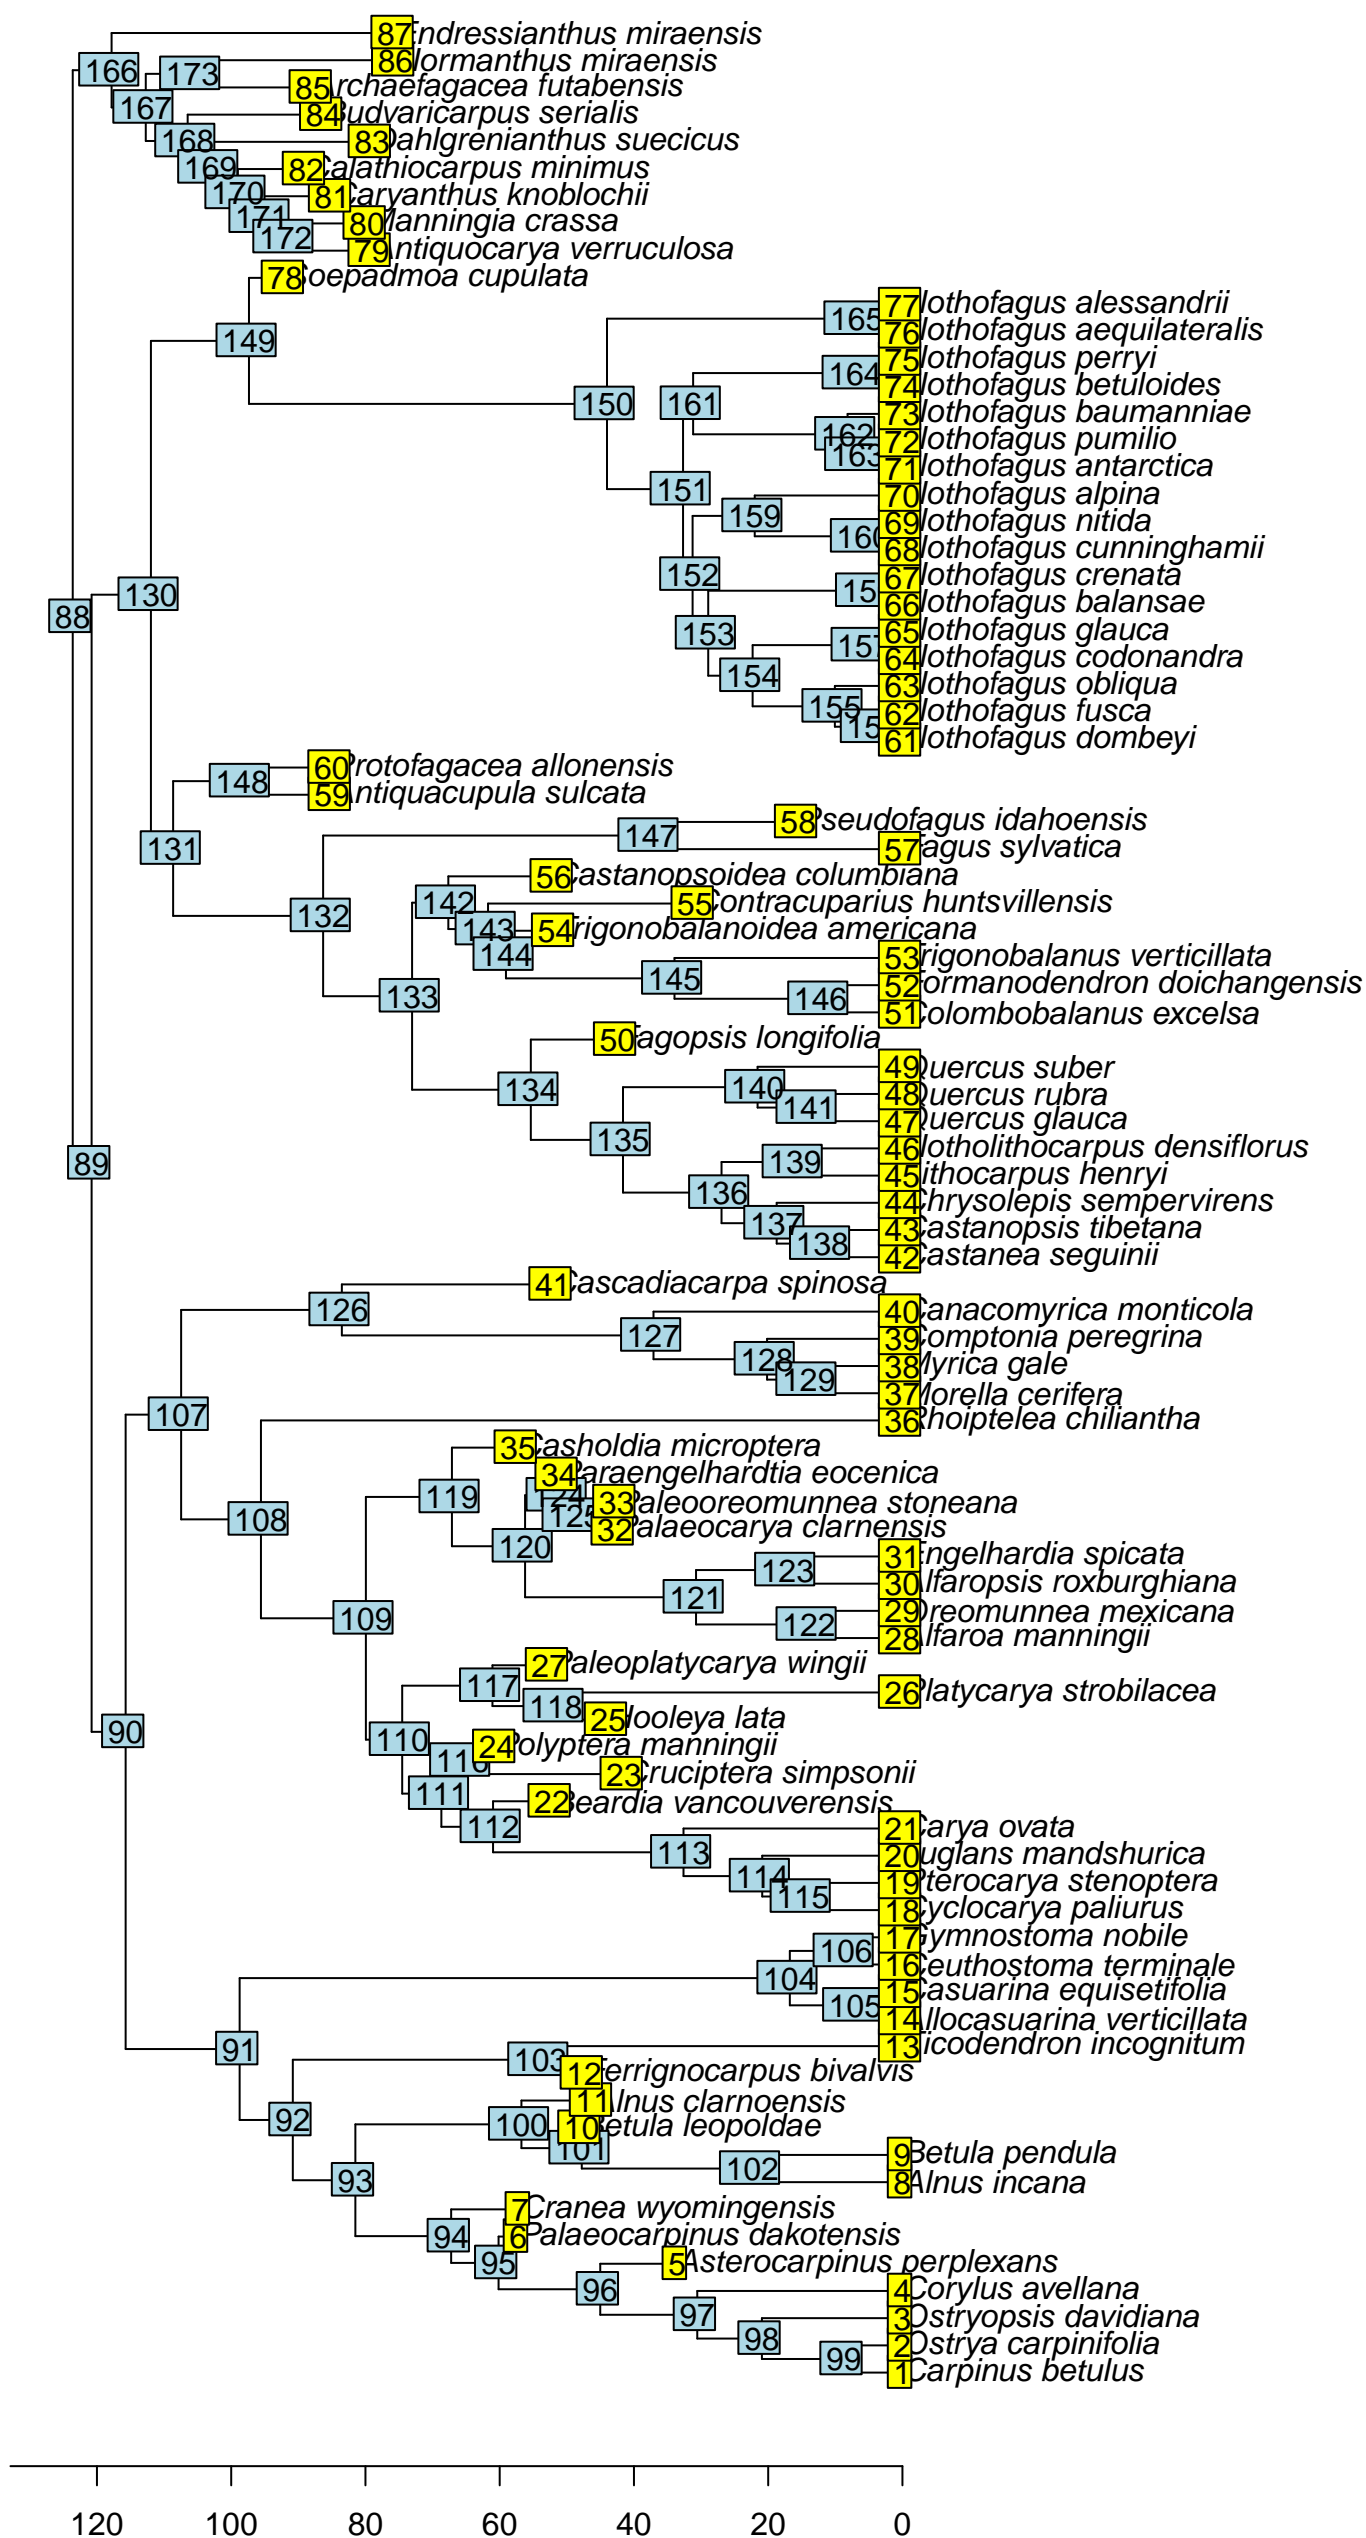 87 Endressianthus miraensis
86 Normanthus miraensis
166
173
85 Archaefagacea futabensis
167
84 Budvaricarpus serialis
168
83 Dahlgrenianthus suecicus
169
82 Calathiocarpus minimus
170
81 Caryanthus knoblochii
171
80 Manningia crassa
172
79 Antiquocarya verruculosa
78 Soepadmoa cupulata
77 Nothofagus alessandrii
165
76 Nothofagus aequilateralis
149
75 Nothofagus perryi
164
74 Nothofagus betuloides
150
161
73 Nothofagus baumanniae
162
72 Nothofagus pumilio
163
71 Nothofagus antarctica
151
70 Nothofagus alpina
159
69 Nothofagus nitida
160
68 Nothofagus cunninghamii
152
67 Nothofagus crenata
15
130
66 Nothofagus balansae
88
153
65 Nothofagus glauca
157
64 Nothofagus codonandra
154
63 Nothofagus obliqua
155
62 Nothofagus fusca
15
61 Nothofagus dombeyi
60 Protofagacea allonensis
148
59 Antiquacupula sulcata
58 Pseudofagus idahoensis
147
131
57 Fagus sylvatica
56 Castanopsoidea columbiana
142
55 Contracuparius huntsvillensis
132
143
54 Trigonobalanoidea americana
144
53 Trigonobalanus verticillata
145
52 Formanodendron doichangensis
133
146
51 Colombobalanus excelsa
50 Fagopsis longifolia
49 Quercus suber
140
134
48 Quercus rubra
141
47 Quercus glauca
135
46 Notholithocarpus densiflorus
139
89
45 Lithocarpus henryi
136
44 Chrysolepis sempervirens
137
43 Castanopsis tibetana
138
42 Castanea seguinii
41 Cascadiacarpa spinosa
126
40 Canacomyrica monticola
127
39 Comptonia peregrina
128
38 Myrica gale
129
37 Morella cerifera
107
36 Rhoiptelea chiliantha
35 Casholdia microptera
34 Paraengelhardtia eocenica
119
124
33 Paleooreomunnea stoneana
108
125
32 Palaeocarya clarnensis
120
31 Engelhardia spicata
123
30 Alfaropsis roxburghiana
121
29 Oreomunnea mexicana
109
122
28 Alfaroa manningii
27 Paleoplatycarya wingii
117
26 Platycarya strobilacea
118
25 Hooleya lata
90
110
24 Polyptera manningii
116
23 Cruciptera simpsonii
111
22 Beardia vancouverensis
112
21 Carya ovata
113
20 Juglans mandshurica
114
19 Pterocarya stenoptera
115
18 Cyclocarya paliurus
17 Gymnostoma nobile
106
16 Ceuthostoma terminale
104
15 Casuarina equisetifolia
105
14 Allocasuarina verticillata
13 Ticodendron incognitum
91
103
12 Ferrignocarpus bivalvis
11 Alnus clarnoensis
92
100
10 Betula leopoldae
101
9 Betula pendula
102
93
8 Alnus incana
7 Cranea wyomingensis
94
6 Palaeocarpinus dakotensis
95
5 Asterocarpinus perplexans
96
4 Corylus avellana
97
3 Ostryopsis davidiana
98
2 Ostrya carpinifolia
99
1 Carpinus betulus
120 100 80 60 40 20 0